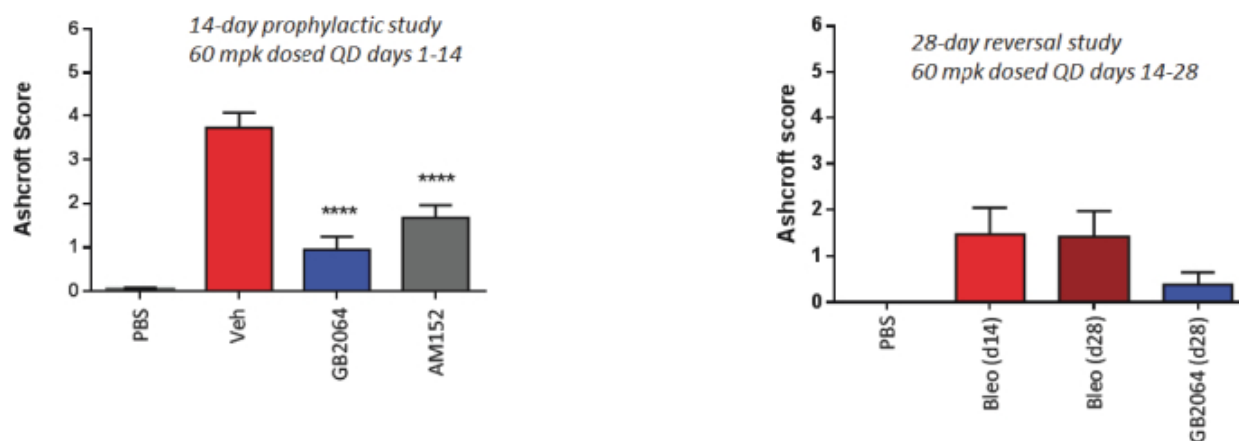 14-day prophylactic study
60 mpk dosed QD days 1-14
Ashcroft Score
6
5
4
3
2
1
0
****
****
PBS
Veh
GB2064
AM152
28-day reversal study
60 mpk dosed QD days 14-28
Ashcroft score
6
5
4
3
2
1
0
PBS
Bleo (d14)
Bleo (d28)
GB2064 (d28)